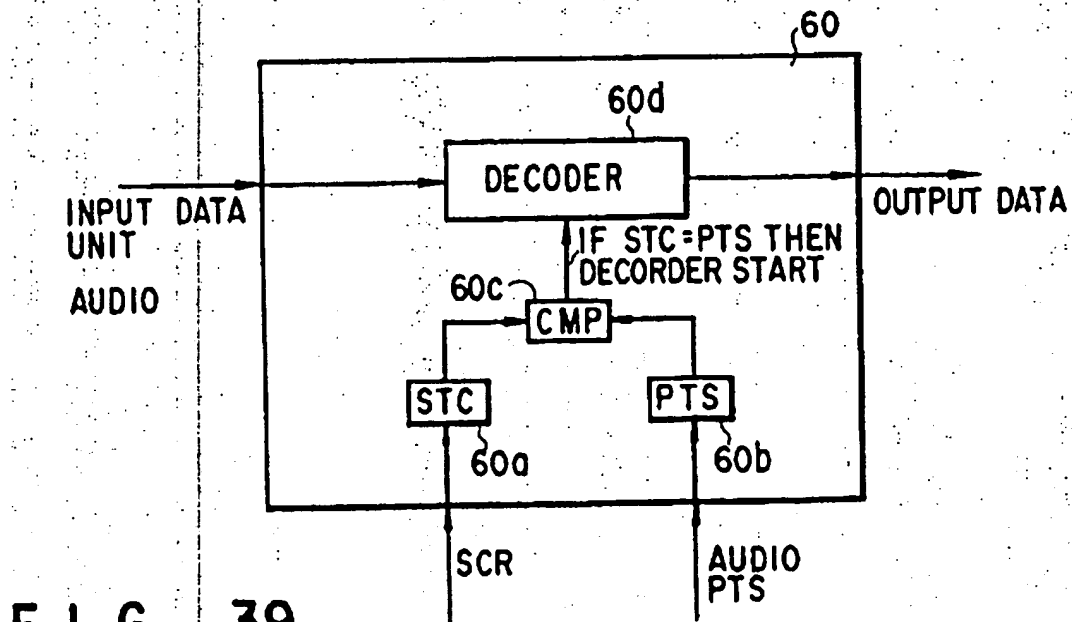 60
60d
DECODER
INPUT DATA
UNIT
AUDIO
OUTPUT DATA
IF STC=PTS THEN
DECORDER START
60c
CMP
STC
PTS
60a
60b
SCR
AUDIO
PTS
FIG. 39